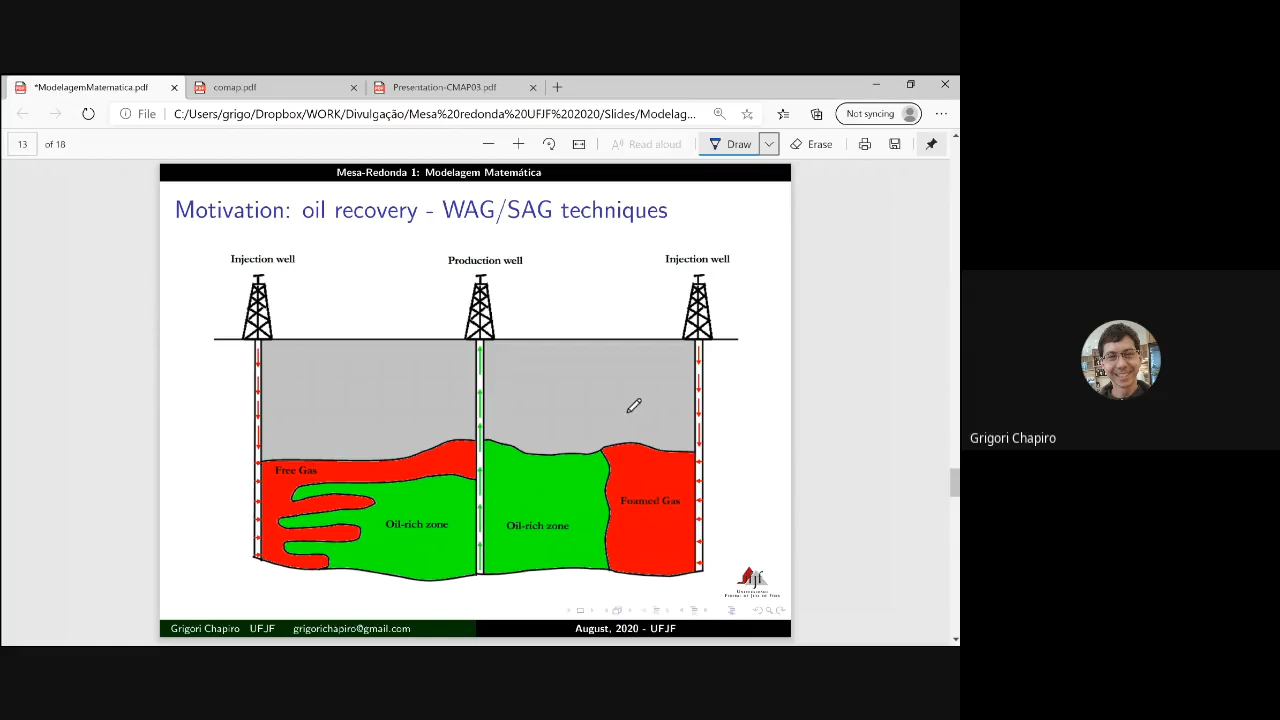 *ModelagemMatematica.pdf
comap.pdf
Presentation-CMAP03.pdf
File
C:/Users/grigo/Dropbox/WORK/Divulgação/Mesa%20redonda%20UFJF%202020/Slides/Modelag...
Not syncing
13 of 18
Read aloud
Draw
Erase
Mesa-Redonda 1: Modelagem Matemática
Motivation: oil recovery - WAG/SAG techniques
Injection well
Production well
Injection well
Free Gas
Oil-rich zone
Oil-rich zone
Foamed Gas
Grigori Chapiro UFJF grigorichapiro@gmail.com
August, 2020 - UFJF
Grigori Chapiro